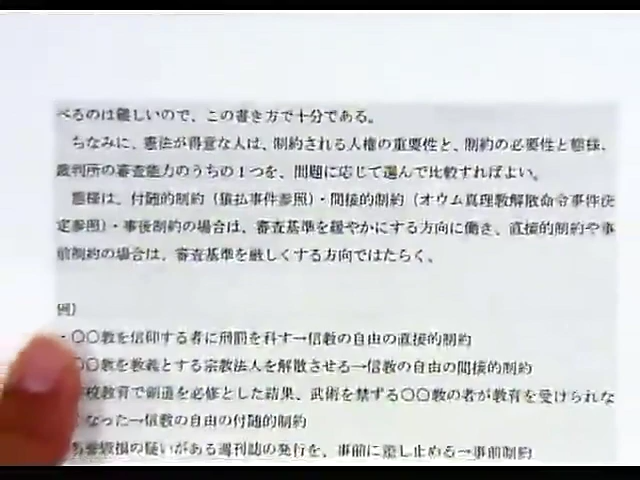 べるのは難しいので、この書き方で十分である。
ちなみに、憲法が得意な人は、制約される人権の重要性と、制約の必要性と態様、
裁判所の審査能力のうちの1つを、問題に応じて選んで比較すればよい。
態様は、付随的制約（猿払事件参照）・間接的制約（オウム真理教解散命令事件決
定参照）・事後制約の場合は、審査基準を緩やかにする方向に働き、直接的制約や事
前制約の場合は、審査基準を厳しくする方向ではたらく。
例）
・〇〇教を信仰する者に刑罰を科す→信教の自由の直接的制約
〇〇教を教義とする宗教法人を解散させる→信教の自由の間接的制約
校教育で剣道を必修とした結果、武術を禁ずる〇〇教の者が教育を受けられな
なった→信教の自由の付随的制約
名誉毀損の疑いがある週刊誌の発行を、事前に差し止める→事前制約